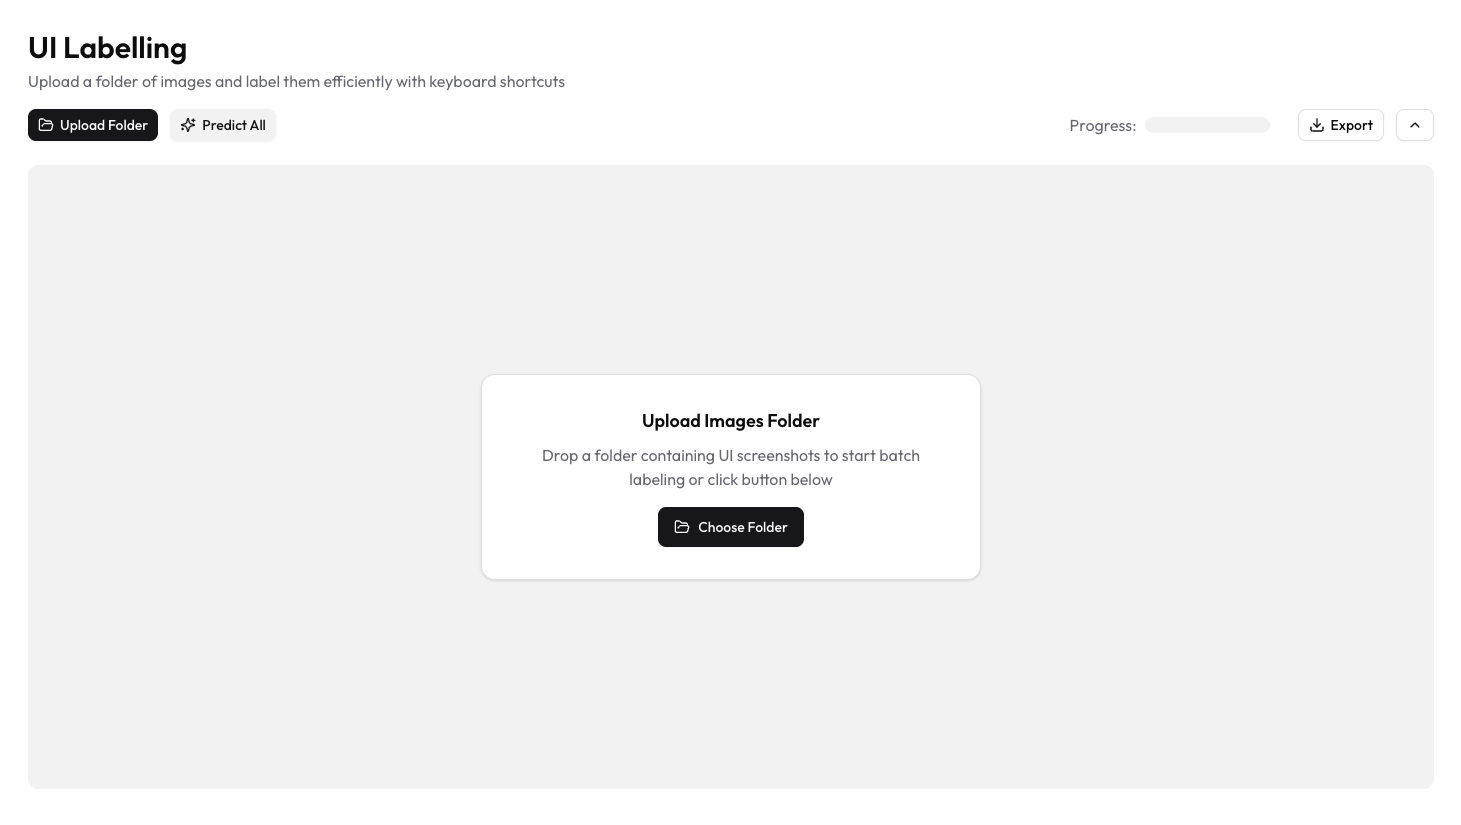 UI Labelling
Upload a folder of images and label them efficiently with keyboard shortcuts
Upload Folder
Predict All
Progress:
Export
Upload Images Folder
Drop a folder containing UI screenshots to start batch
labeling or click button below
Choose Folder